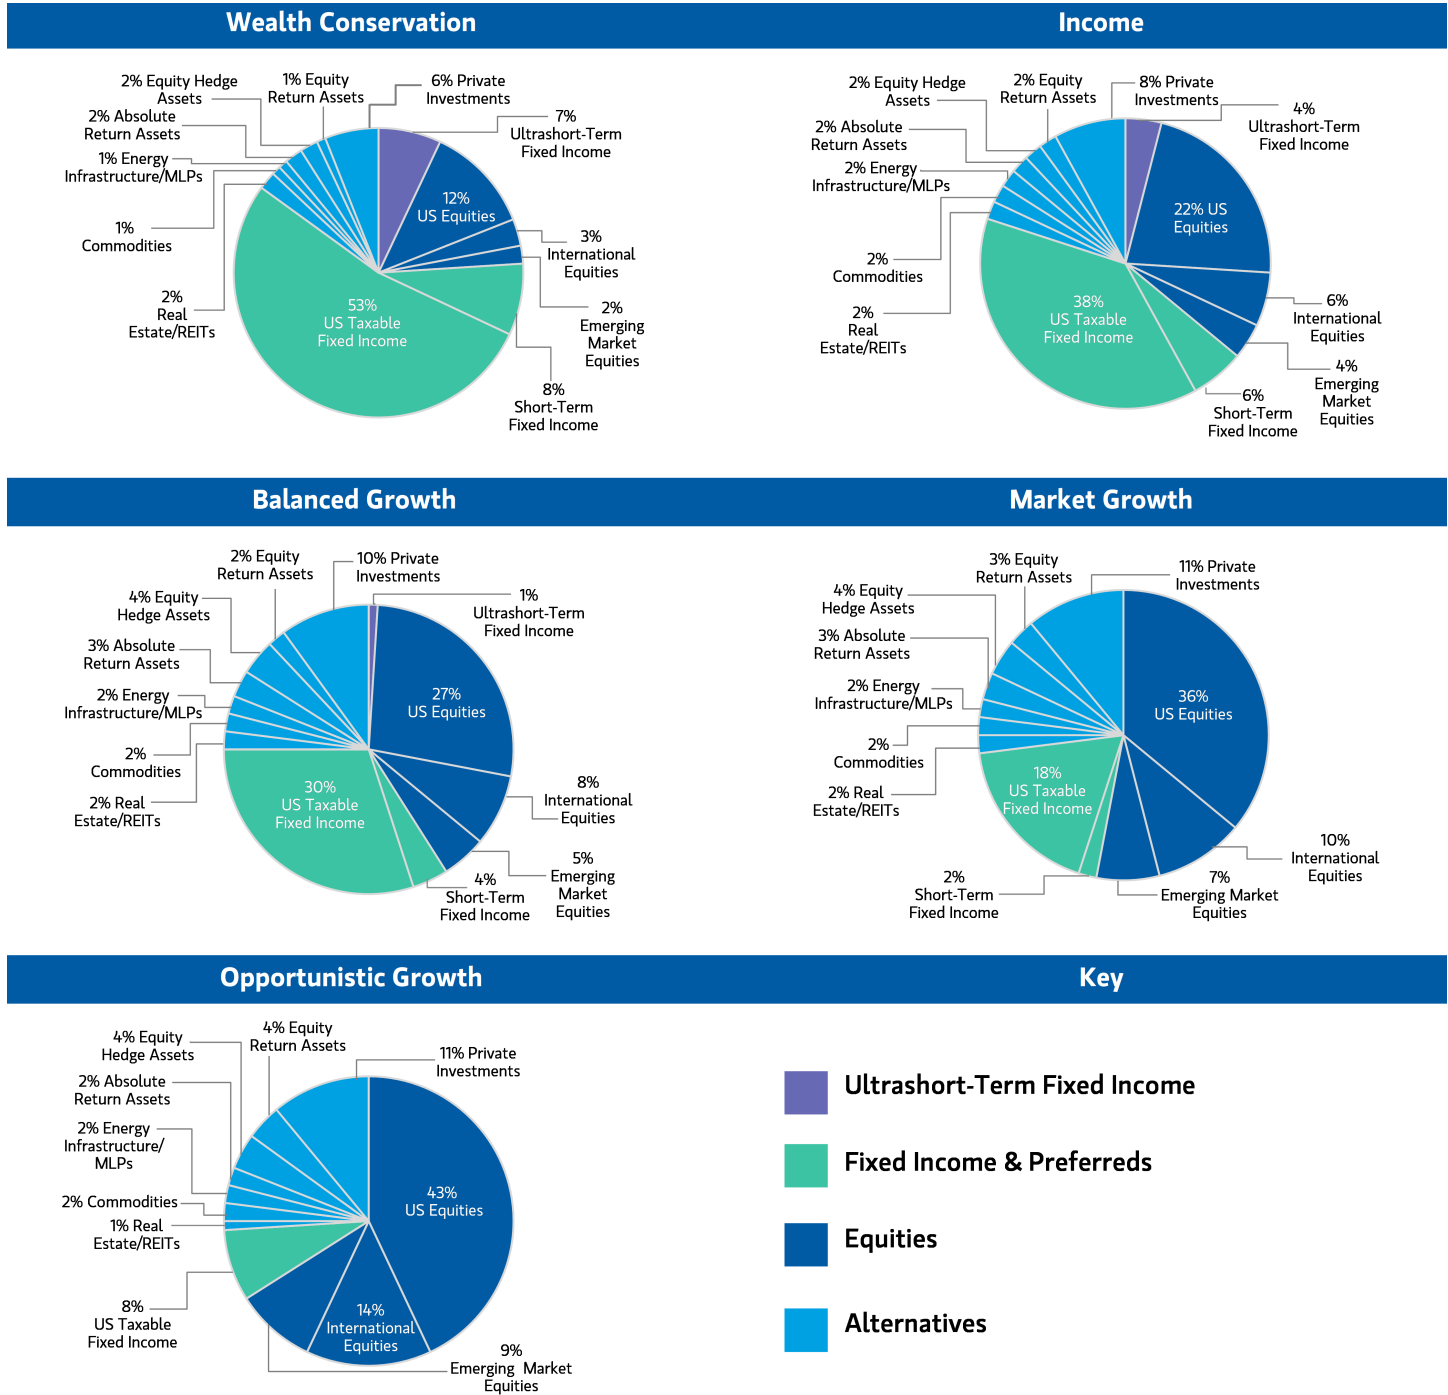 Wealth Conservation
2% Equity Hedge
Assets
1% Equity
Return Assets
6% Private
Investments
7%
Ultrashort-Term
Fixed Income
2% Absolute
Return Assets
1% Energy
Infrastructure/MLPs
12%
US Equities
1%
Commodities
3%
International
Equities
2%
Real
Estate/REITs
53%
US Taxable
Fixed Income
2%
Emerging
Market
Equities
8%
Short-Term
Fixed Income
Income
2% Equity Hedge
Assets
2% Equity
Return Assets
8% Private
Investments
4%
Ultrashort-Term
Fixed Income
2% Absolute
Return Assets
2% Energy
Infrastructure/MLPs
22% US
Equities
2%
Commodities
2%
Real
Estate/REITs
38%
US Taxable
Fixed Income
6%
International
Equities
4%
Emerging
Market
Equities
6%
Short-Term
Fixed Income
Balanced Growth
2% Equity
Return Assets
10% Private
Investments
4% Equity
Hedge Assets
1%
Ultrashort-Term
Fixed Income
3% Absolute
Return Assets
2% Energy
Infrastructure/MLPs
27%
US Equities
2%
Commodities
2% Real
Estate/REITs
30%
US Taxable
Fixed Income
8%
International
Equities
5%
Emerging
Market
Equities
4%
Short-Term
Fixed Income
Market Growth
3% Equity
Return Assets
11% Private
Investments
4% Equity
Hedge Assets
3% Absolute
Return Assets
2% Energy
Infrastructure/MLPs
36%
US Equities
2%
Commodities
2% Real
Estate/REITs
18%
US Taxable
Fixed Income
10%
International
Equities
2%
Short-Term
Fixed Income
7%
Emerging Market
Equities
Opportunistic Growth
4% Equity
Hedge Assets
4% Equity
Return Assets
11% Private
Investments
2% Absolute
Return Assets
2% Energy
Infrastructure/
MLPs
2% Commodities
1% Real
Estate/REITs
43%
US Equities
8%
US Taxable
Fixed Income
14%
International
Equities
9%
Emerging Market
Equities
Key
Ultrashort-Term Fixed Income
Fixed Income & Preferreds
Equities
Alternatives